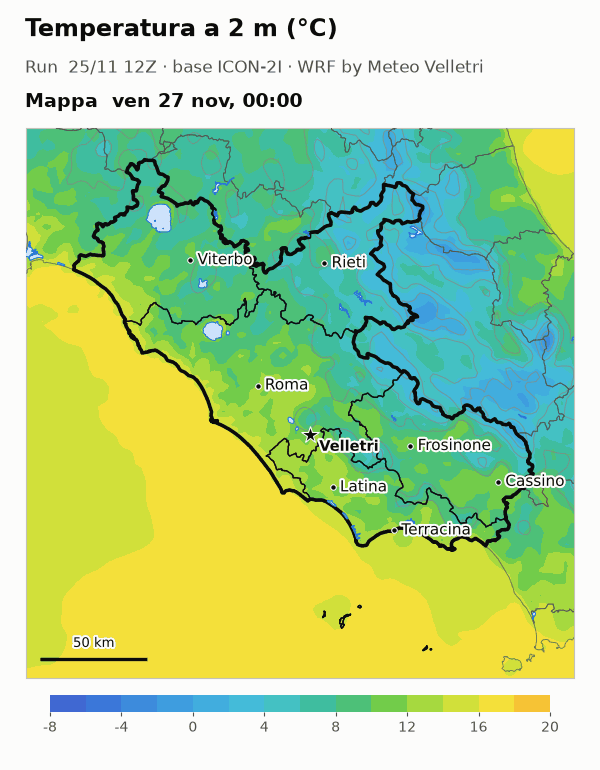 Temperatura a 2 m (°C)
Run 25/11 12Z · base ICON-2I · WRF by Meteo Velletri
Mappa ven 27 nov, 00:00
Viterbo
Rieti
Roma
Velletri
Frosinone
Cassino
Latina
Terracina
50 km
-8 -4 0 4 8 12 16 20